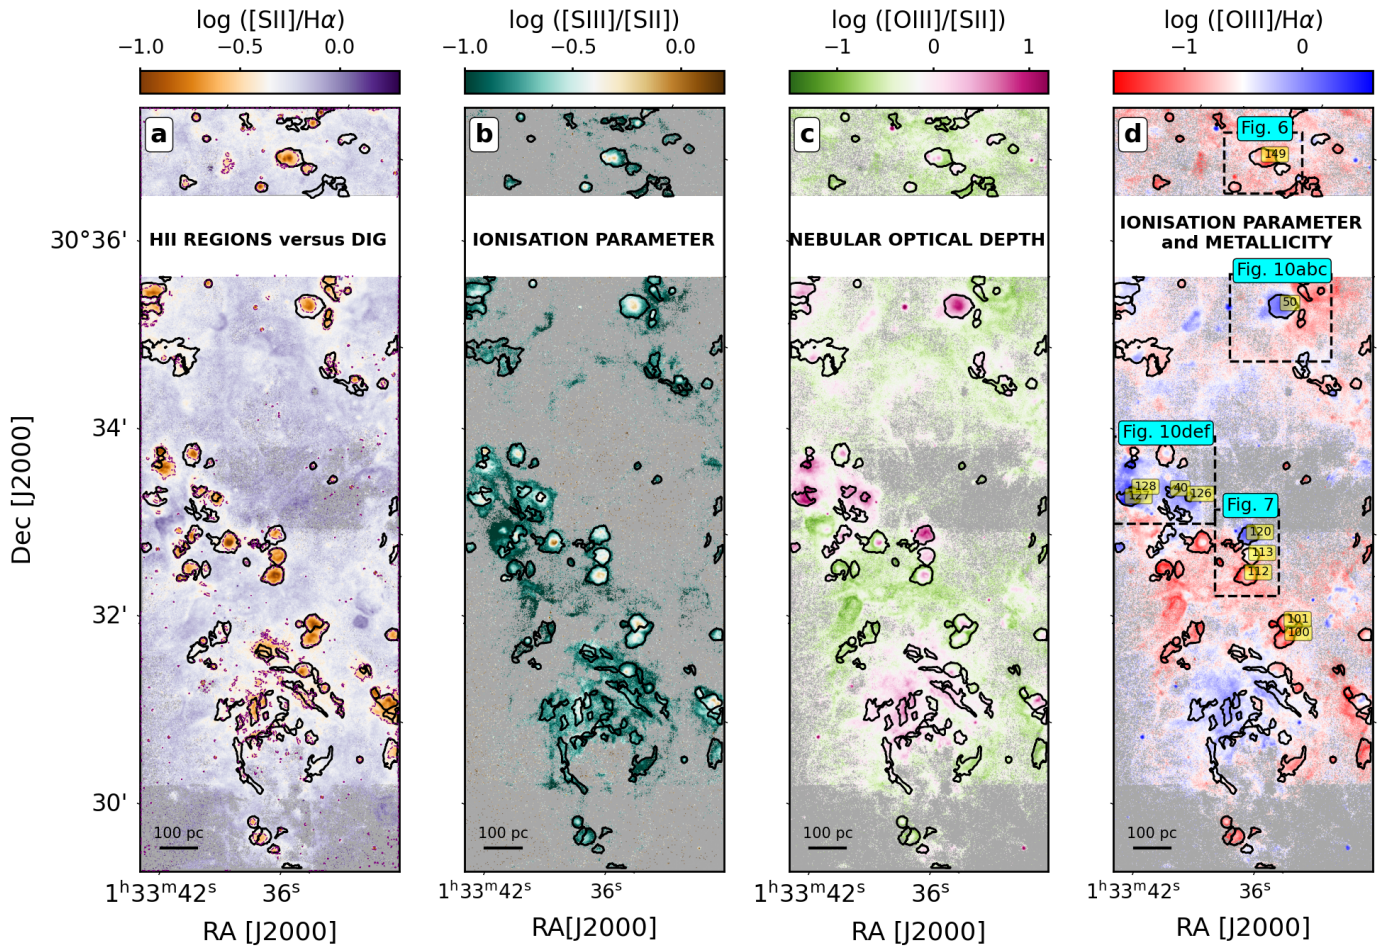 log ([SII]/Hα)
log ([SIII]/[SII])
log ([OIII]/[SII])
log ([OIII]/Hα)
−1.0 −0.5 0.0
−1.0 −0.5 0.0
−1 0 1
−1 0
a
b
c
d
Fig. 6
149
30°36'
HII REGIONS versus DIG
IONISATION PARAMETER
NEBULAR OPTICAL DEPTH
IONISATION PARAMETER
and METALLICITY
Fig. 10abc
50
34'
Fig. 10def
128
127
40
126
Fig. 7
120
113
112
32'
101
100
30'
100 pc
100 pc
100 pc
100 pc
Dec [J2000]
1h33m42s 36s
1h33m42s 36s
1h33m42s 36s
1h33m42s 36s
RA [J2000]
RA[J2000]
RA [J2000]
RA [J2000]